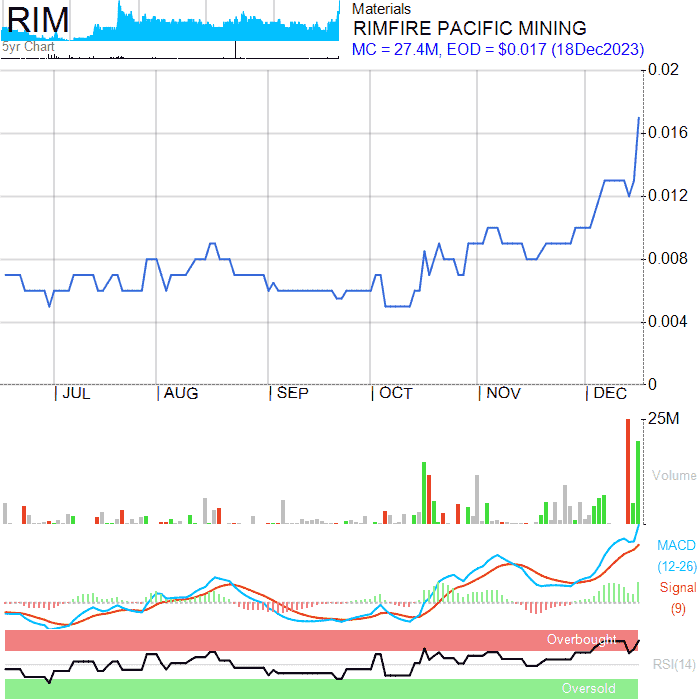 RIM
5yr Chart
Materials
RIMFIRE PACIFIC MINING
MC = 27.4M, EOD = $0.017 (18Dec2023)
0.02
0.016
0.012
0.008
0.004
0
JUL AUG SEP OCT NOV DEC
25M
Volume
MACD
(12-26)
Signal
(9)
Overbought
RSI(14)
Oversold